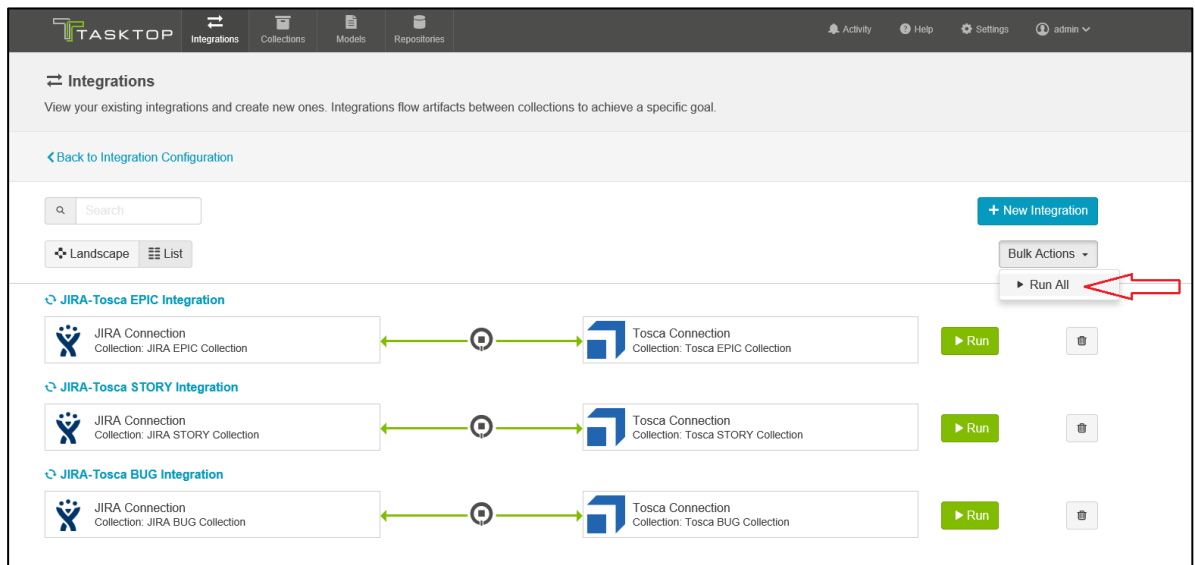 TASKTOP
Integrations Collections Models Repositories
Activity Help Settings admin
Integrations
View your existing integrations and create new ones. Integrations flow artifacts between collections to achieve a specific goal.
Back to Integration Configuration
Search
+ New Integration
Landscape List
Bulk Actions
Run All
JIRA-Tosca EPIC Integration
JIRA Connection
Collection: JIRA EPIC Collection
Tosca Connection
Collection: Tosca EPIC Collection
Run
JIRA-Tosca STORY Integration
JIRA Connection
Collection: JIRA STORY Collection
Tosca Connection
Collection: Tosca STORY Collection
Run
JIRA-Tosca BUG Integration
JIRA Connection
Collection: JIRA BUG Collection
Tosca Connection
Collection: Tosca BUG Collection
Run